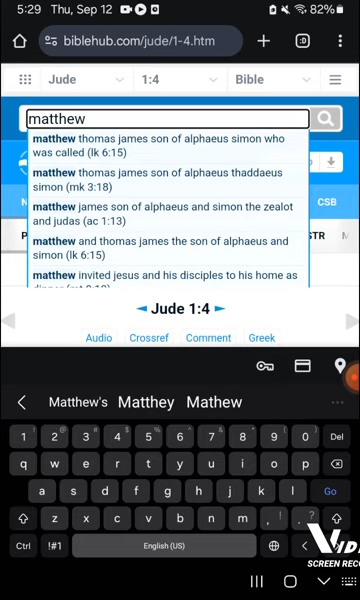 5:29 Thu, Sep 12 82%
biblehub.com/jude/1-4.htm
Jude 1:4 Bible
matthew
matthew thomas james son of alphaeus simon who
was called (lk 6:15)
matthew thomas james son of alphaeus thaddaeus
simon (mk 3:18)
matthew james son of alphaeus and simon the zealot
and judas (ac 1:13)
matthew and thomas james the son of alphaeus and
simon (lk 6:15)
matthew invited jesus and his disciples to his home as
CSB
STR
◄ Jude 1:4 ►
Audio Crossref Comment Greek
Matthew's Matthey Mathew
1 2 3 4 5 6 7 8 9 0 Del
q w e r t y u i o p
a s d f g h j k l Go
z x c v b n m , ! . ?
Ctrl !#1 English (US)
SCREEN REC